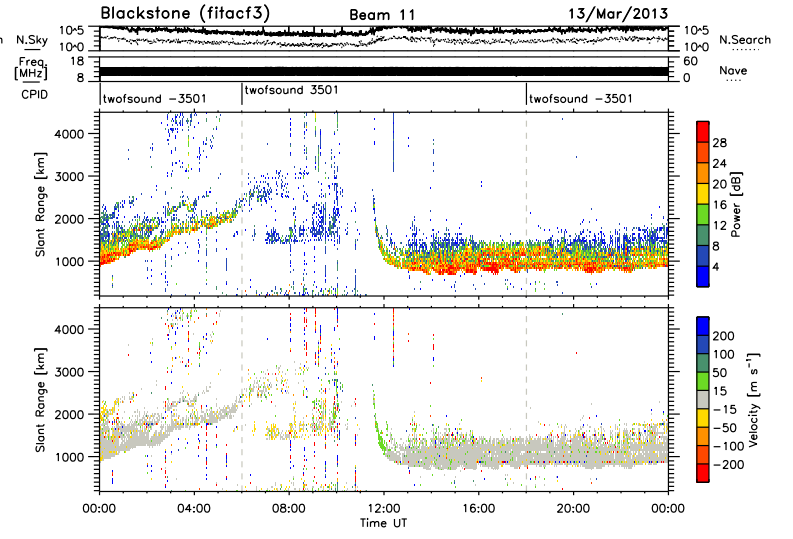 Blackstone (fitacf3) Beam 11 13/Mar/2013
N.Sky 10^5 10^5 N.Search
10^0 10^0
Freq. 18 60
[MHz] 8 0 Nave
CPID twofsound -3501 twofsound 3501 twofsound -3501
Slant Range [km]
4000
3000
2000
1000
28
24
20
16
12
8
4
Power [dB]
Slant Range [km]
4000
3000
2000
1000
200
100
50
15
-15
-50
-100
-200
Velocity [m s⁻¹]
00:00 04:00 08:00 12:00 16:00 20:00 00:00
Time UT